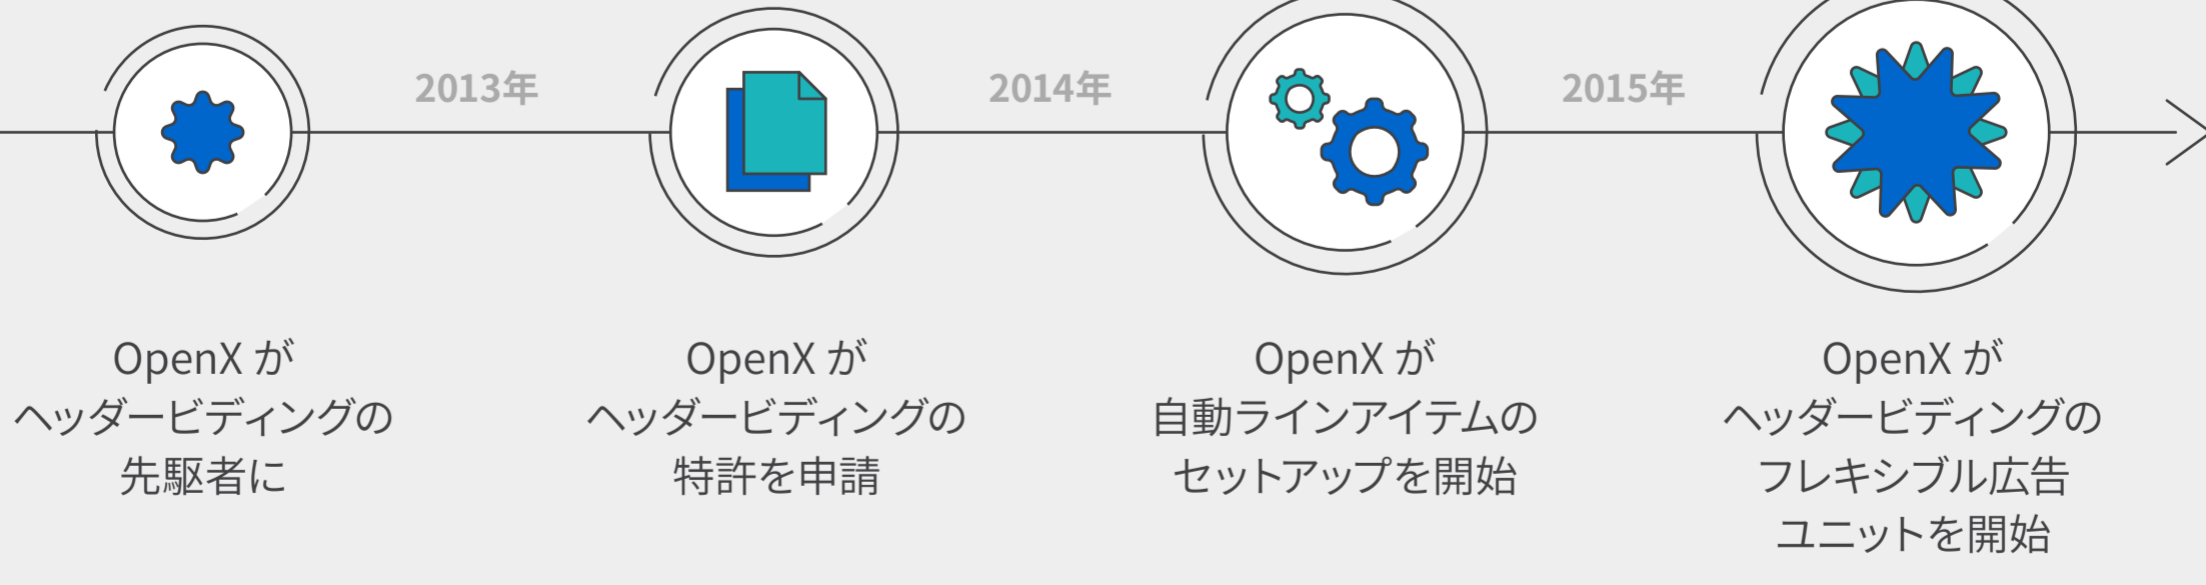 2013年
2014年
2015年
OpenX が
ヘッダービディングの
先駆者に
OpenX が
ヘッダービディングの
特許を申請
OpenX が
自動ラインアイテムの
セットアップを開始
OpenX が
ヘッダービディングの
フレキシブル広告
ユニットを開始